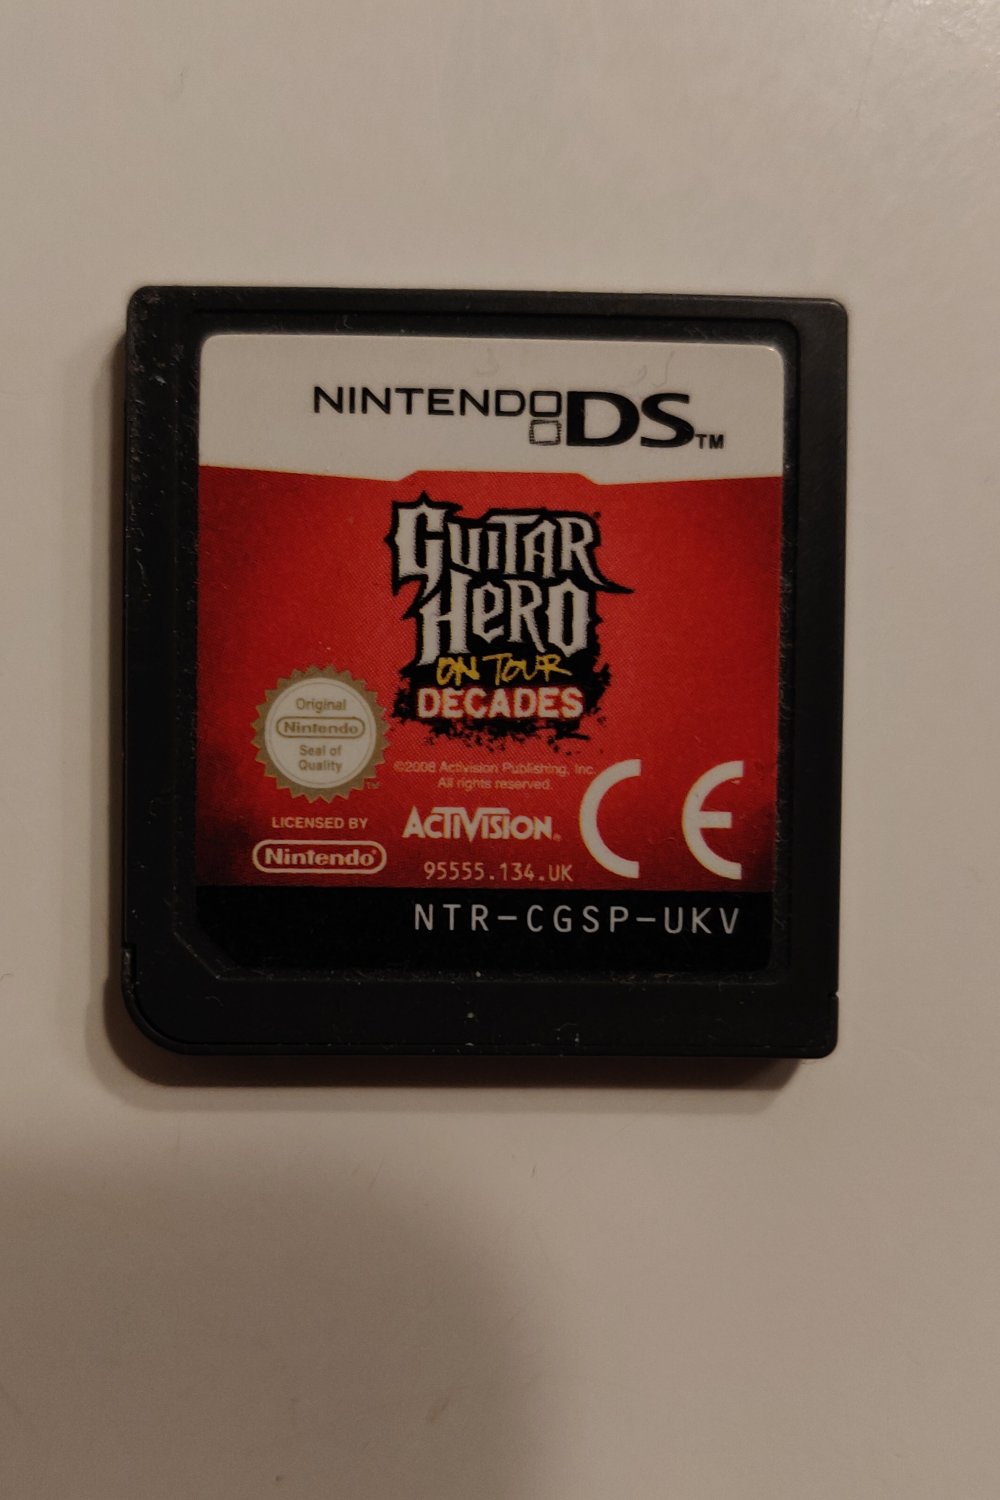 NINTENDO DS™
GUITAR
HERO
ON TOUR
DECADES
Original
Nintendo
Seal of
Quality
TM
©2008 Activision Publishing, Inc.
All rights reserved.
LICENSED BY
Nintendo®
ACTIVISION®
95555.134.UK
CE
NTR-CGSP-UKV